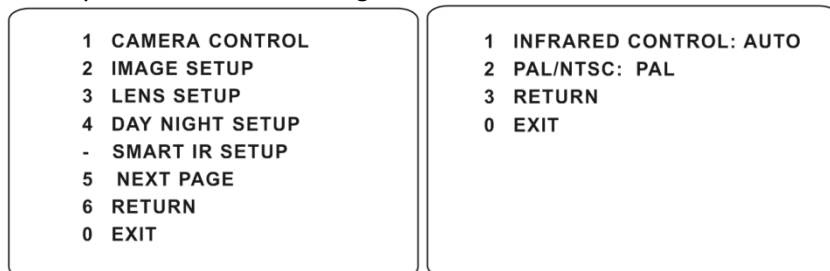 1 CAMERA CONTROL
2 IMAGE SETUP
3 LENS SETUP
4 DAY NIGHT SETUP
- SMART IR SETUP
5 NEXT PAGE
6 RETURN
0 EXIT
1 INFRARED CONTROL: AUTO
2 PAL/NTSC: PAL
3 RETURN
0 EXIT